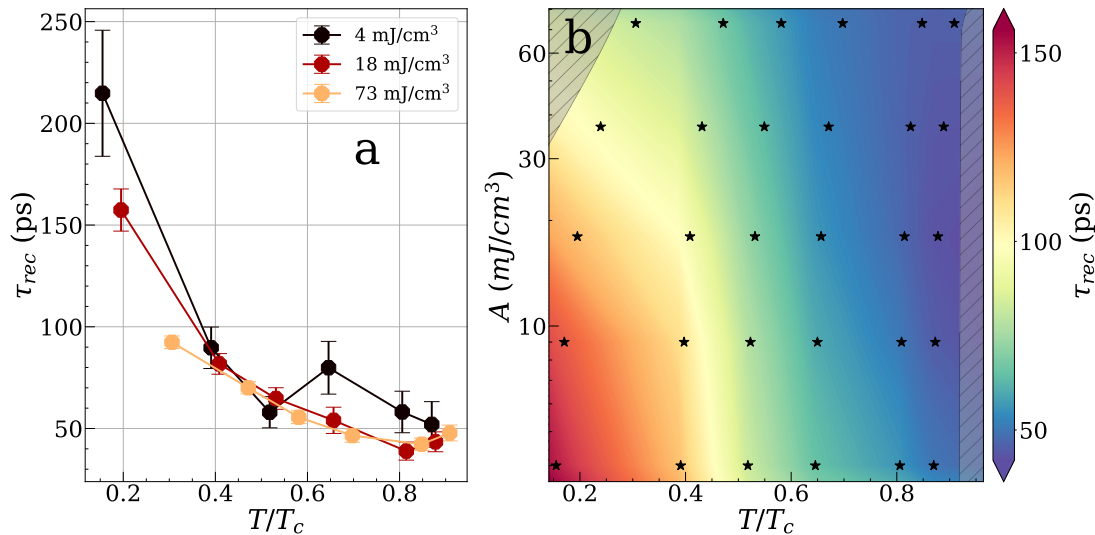 250
200
150
100
50
τ_rec (ps)
0.2 0.4 0.6 0.8
T/T_c
4 mJ/cm³
18 mJ/cm³
73 mJ/cm³
a
b
60
30
10
A (mJ/cm³)
0.2 0.4 0.6 0.8
T/T_c
150
100
50
τ_rec (ps)